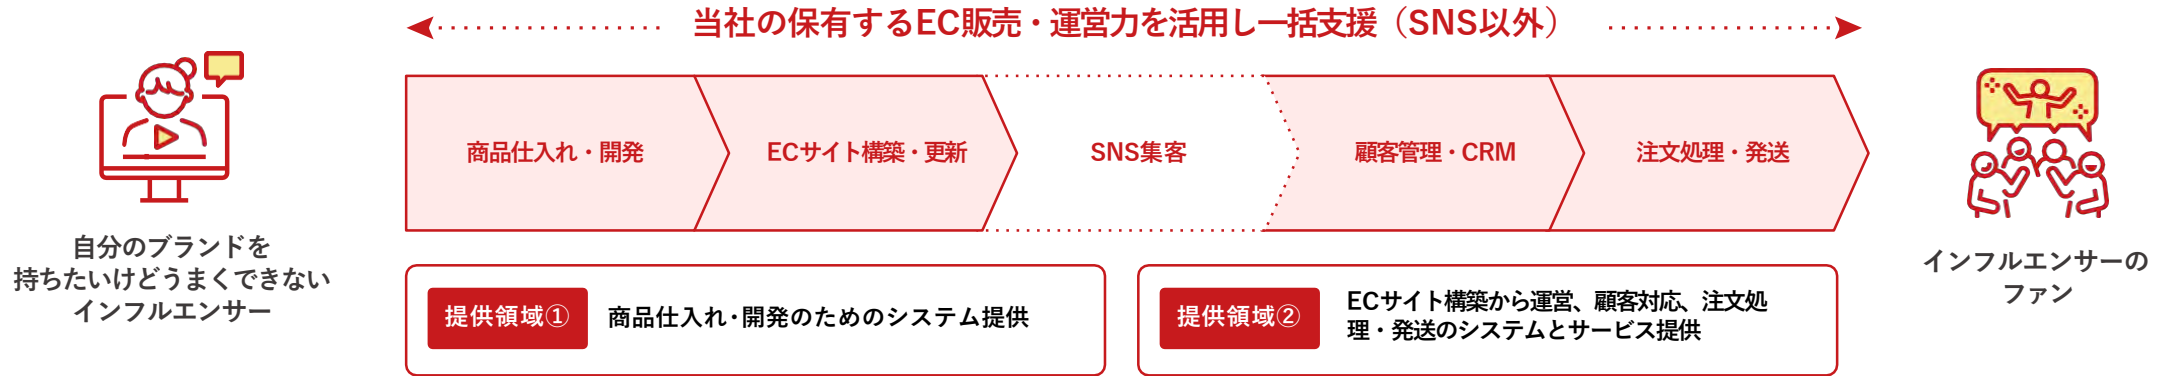 当社の保有するEC販売・運営力を活用し一括支援（SNS以外）
商品仕入れ・開発
ECサイト構築・更新
SNS集客
顧客管理・CRM
注文処理・発送
自分のブランドを
持ちたいけどうまくできない
インフルエンサー
インフルエンサーの
ファン
提供領域①
商品仕入れ・開発のためのシステム提供
提供領域②
ECサイト構築から運営、顧客対応、注文処
理・発送のシステムとサービス提供